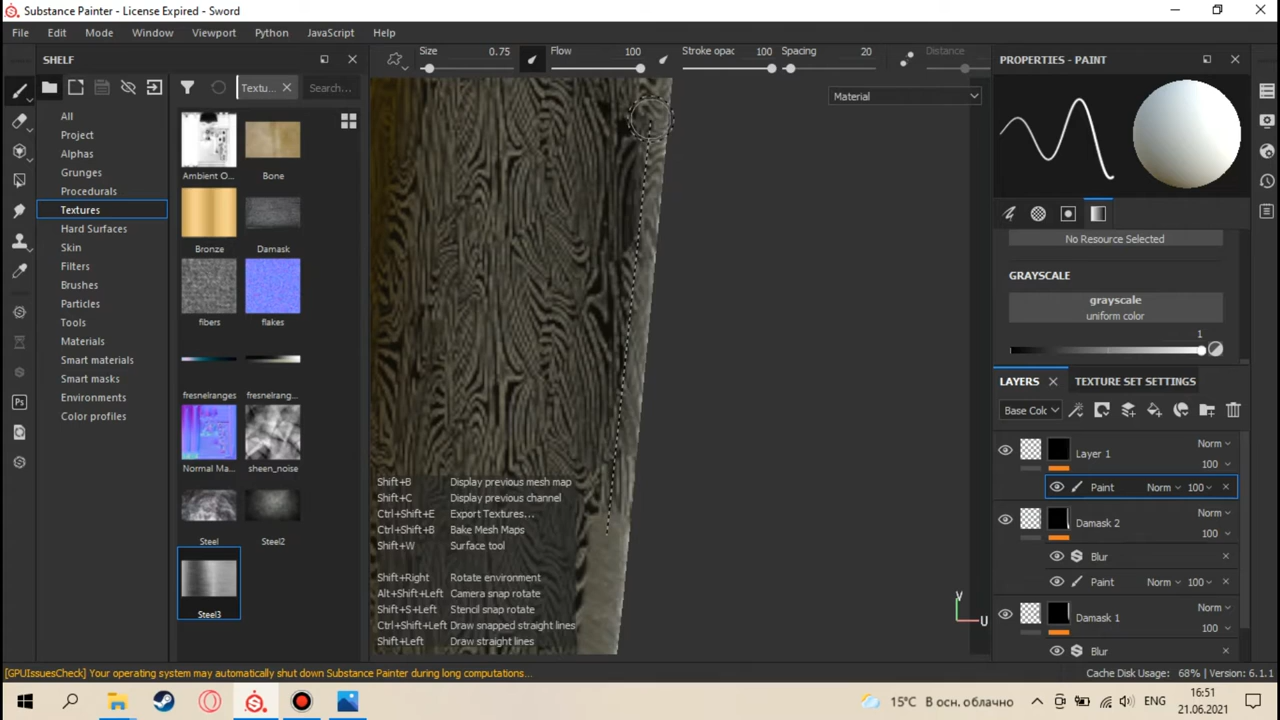 Substance Painter - License Expired - Sword
File Edit Mode Window Viewport Python JavaScript Help
SHELF
Textu...
Search...
All
Project
Alphas
Grunges
Procedurals
Textures
Hard Surfaces
Skin
Filters
Brushes
Particles
Tools
Materials
Smart materials
Smart masks
Environments
Color profiles
Ambient O... Bone
Bronze Damask
fibers flakes
fresnelranges fresnelrang...
Normal Ma... sheen_noise
Steel Steel2
Steel3
Size 0.75 Flow 100 Stroke opac 100 Spacing 20 Distance
Material
Shift+B Display previous mesh map
Shift+C Display previous channel
Ctrl+Shift+E Export Textures...
Ctrl+Shift+B Bake Mesh Maps
Shift+W Surface tool
Shift+Right Rotate environment
Alt+Shift+Left Camera snap rotate
Shift+S+Left Stencil snap rotate
Ctrl+Shift+Left Draw snapped straight lines
Shift+Left Draw straight lines
y
U
PROPERTIES - PAINT
No Resource Selected
GRAYSCALE
grayscale
uniform color
1
LAYERS TEXTURE SET SETTINGS
Base Colo
Layer 1 Norm 100
Paint Norm 100
Damask 2 Norm 100
Blur
Paint Norm 100
Damask 1 Norm 100
Blur
[GPUIssuesCheck] Your operating system may automatically shut down Substance Painter during long computations...
Cache Disk Usage: 68% | Version: 6.1.1
Ps
15°C В осн. облачно
ENG
16:51
21.06.2021